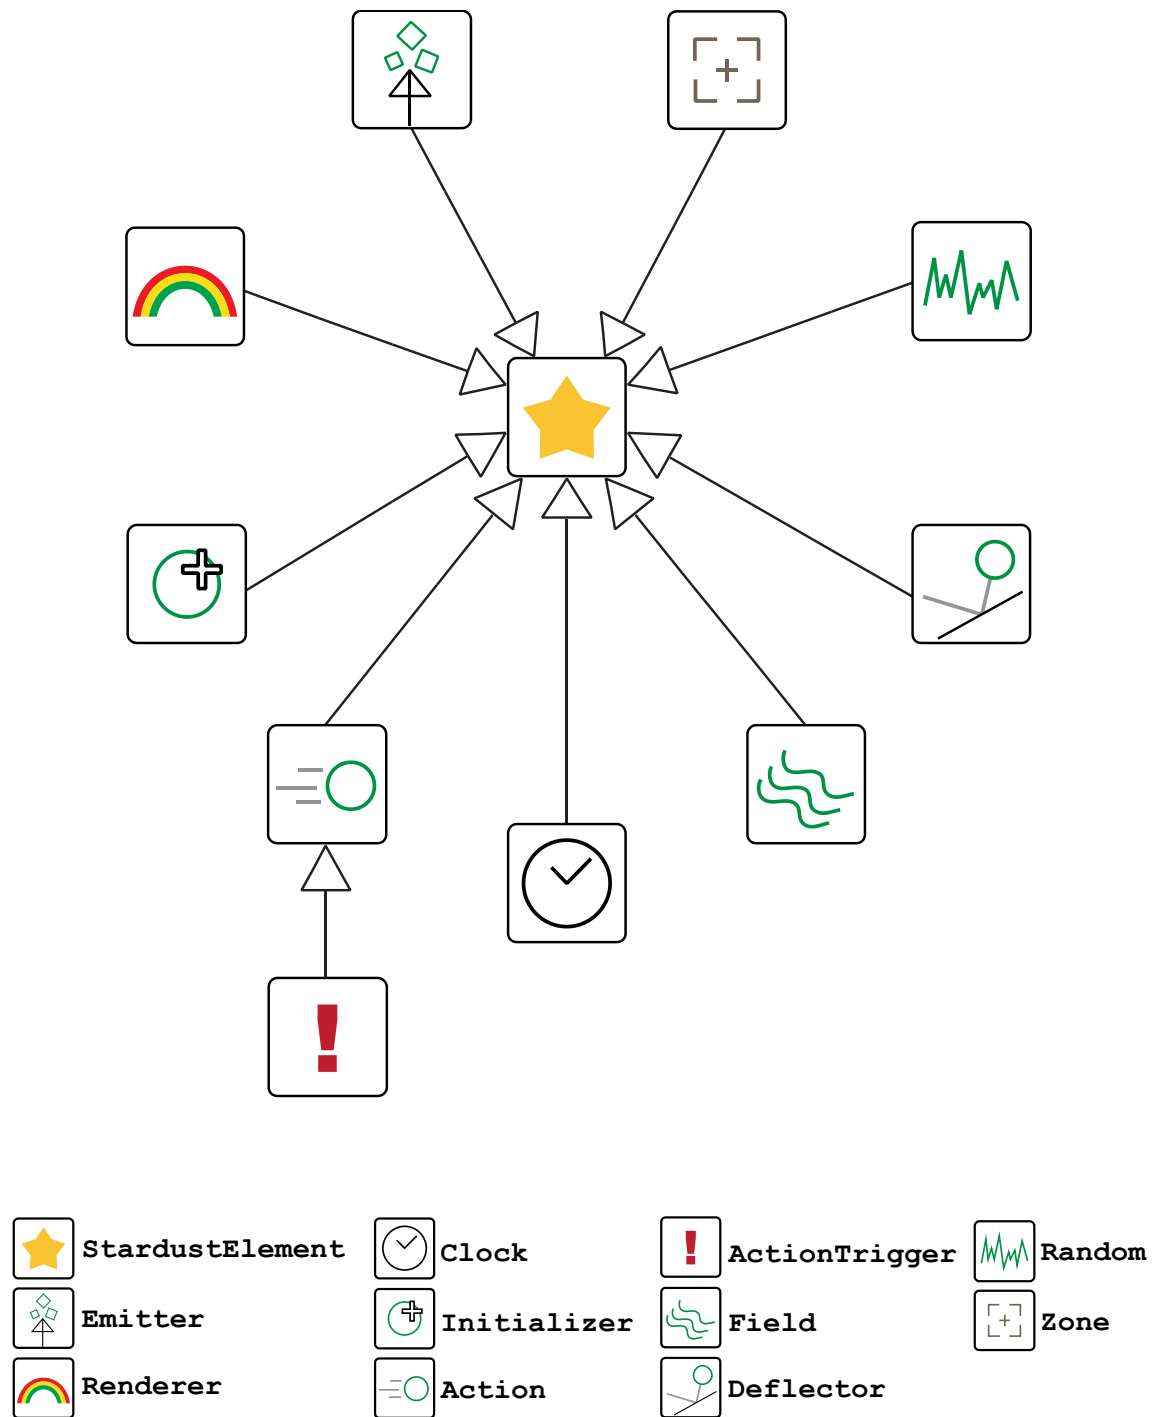 StardustElement
Clock
ActionTrigger
Random
Emitter
Initializer
Field
Zone
Renderer
Action
Deflector